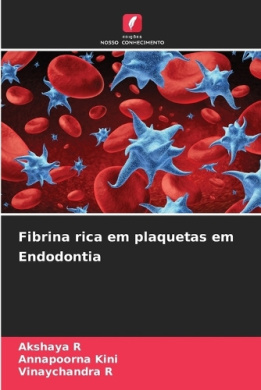 edições
NOSSO CONHECIMENTO
Fibrina rica em plaquetas em
Endodontia
Akshaya R
Annapoorna Kini
Vinaychandra R